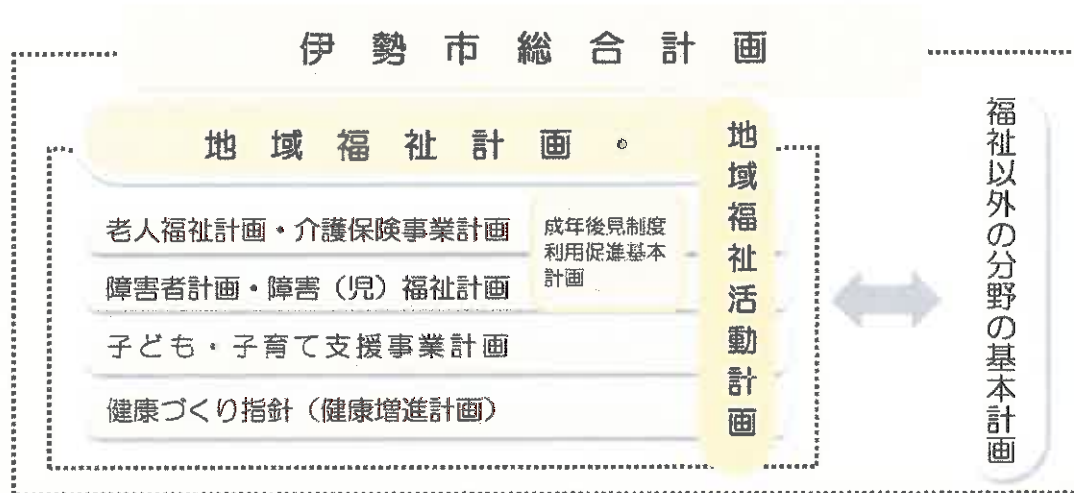 伊勢市総合計画
地域福祉計画・
地域福祉活動計画
老人福祉計画・介護保険事業計画
障害者計画・障害（児）福祉計画
子ども・子育て支援事業計画
健康づくり指針（健康増進計画）
成年後見制度
利用促進基本
計画
福祉以外の分野の基本計画